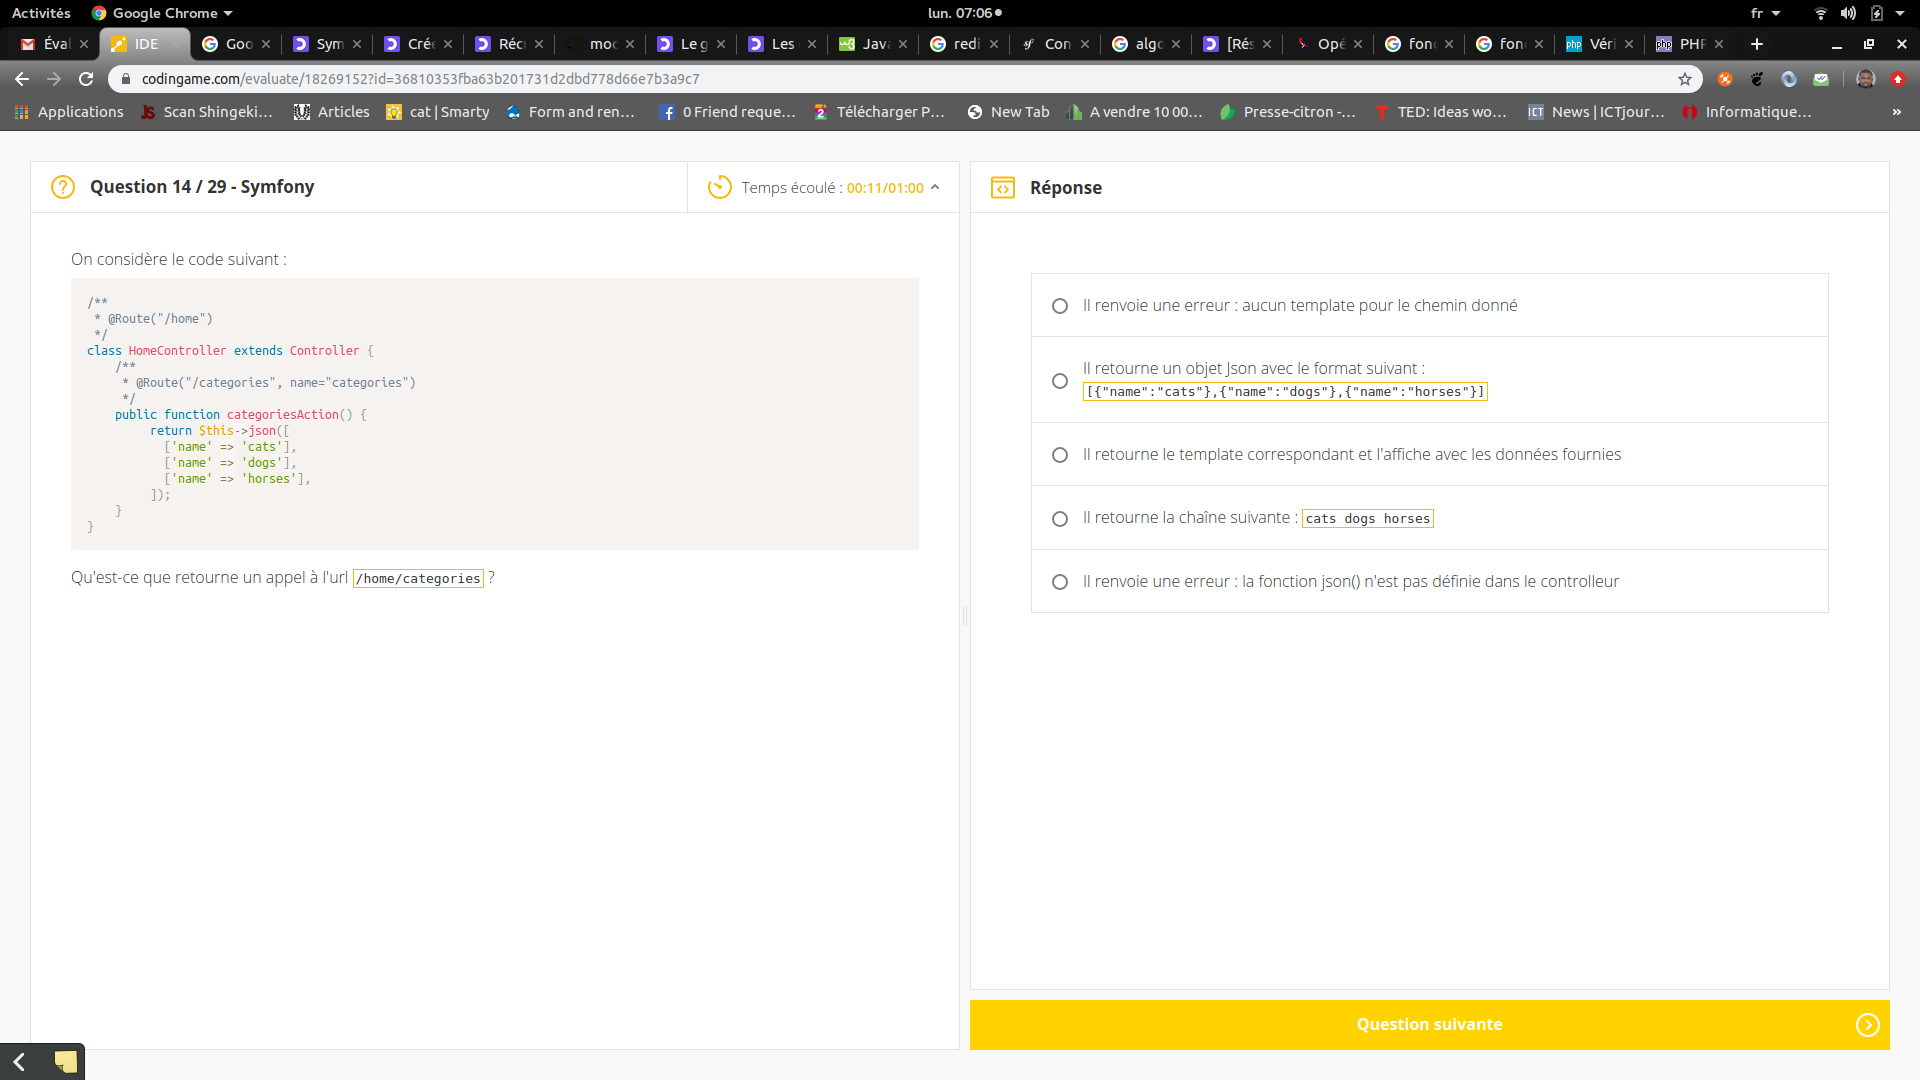 Activités Google Chrome lun. 07:06 fr
Éval IDE Goo Sym Crée Récu moc Le g Les Java redi Con algo [Rés Opé fonc fonc Véri PHP
codingame.com/evaluate/18269152?id=36810353fba63b201731d2dbd778d66e7b3a9c7
Applications Scan Shingeki... Articles cat | Smarty Form and ren... 0 Friend reque... Télécharger P... New Tab A vendre 10 00... Presse-citron -... TED: Ideas wo... News | ICTjour... Informatique... »
Question 14 / 29 - Symfony
Temps écoulé : 00:11/01:00
On considère le code suivant :
/**
 * @Route("/home")
 */
class HomeController extends Controller {
    /**
     * @Route("/categories", name="categories")
     */
    public function categoriesAction() {
         return $this->json([
           ['name' => 'cats'],
           ['name' => 'dogs'],
           ['name' => 'horses'],
         ]);
    }
}
Qu'est-ce que retourne un appel à l'url /home/categories ?
Réponse
Il renvoie une erreur : aucun template pour le chemin donné
Il retourne un objet Json avec le format suivant :
[{"name":"cats"},{"name":"dogs"},{"name":"horses"}]
Il retourne le template correspondant et l'affiche avec les données fournies
Il retourne la chaîne suivante : cats dogs horses
Il renvoie une erreur : la fonction json() n'est pas définie dans le controlleur
Question suivante